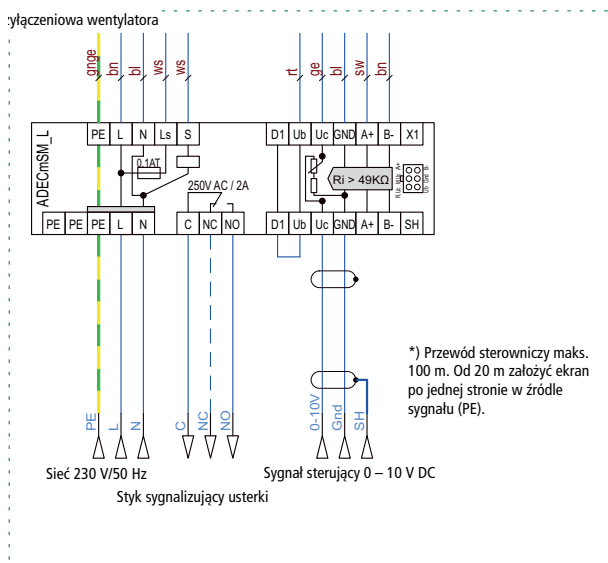 yłączeniowa wentylatora
gnge bn bl ws ws rt ge bl sw bn
ADECmSM_L
PE L N Ls S D1 Ub Uc GND A+ B- X1
0.1AT
250V AC / 2A
Ri > 49KΩ
PE PE PE L N C NC NO D1 Ub Uc GND A+ B- SH
*) Przewód sterowniczy maks.
100 m. Od 20 m założyć ekran
po jednej stronie w źródle
sygnału (PE).
PE L N C NC NO 0-10V Gnd SH
Sieć 230 V/50 Hz
Sygnał sterujący 0 – 10 V DC
Styk sygnalizujący usterki